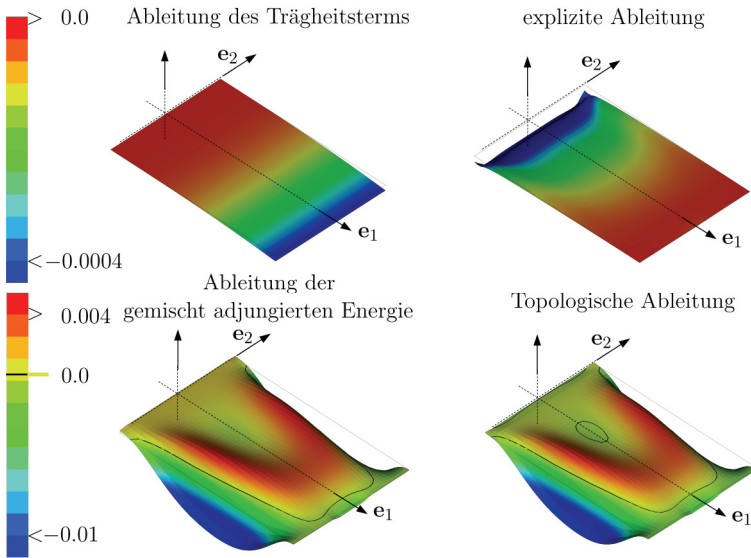 0.0
Ableitung des Trägheitsterms
explizite Ableitung
e₂
e₂
e₁
e₁
−0.0004
Ableitung der
gemischt adjungierten Energie
Topologische Ableitung
0.004
e₂
e₂
0.0
e₁
e₁
−0.01